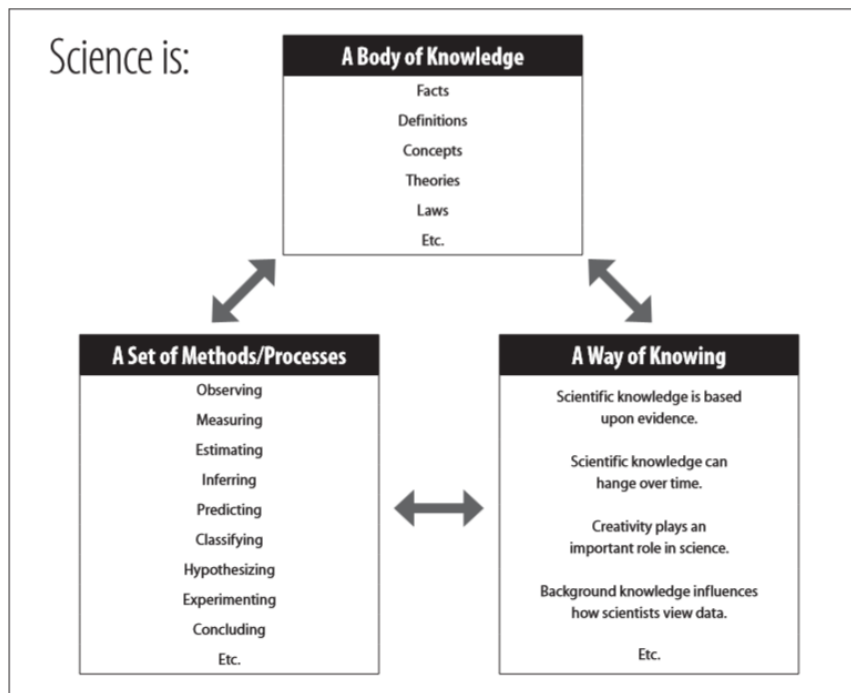 Science is:
A Body of Knowledge
Facts
Definitions
Concepts
Theories
Laws
Etc.
A Set of Methods/Processes
Observing
Measuring
Estimating
Inferring
Predicting
Classifying
Hypothesizing
Experimenting
Concluding
Etc.
A Way of Knowing
Scientific knowledge is based
upon evidence.
Scientific knowledge can
hange over time.
Creativity plays an
important role in science.
Background knowledge influences
how scientists view data.
Etc.